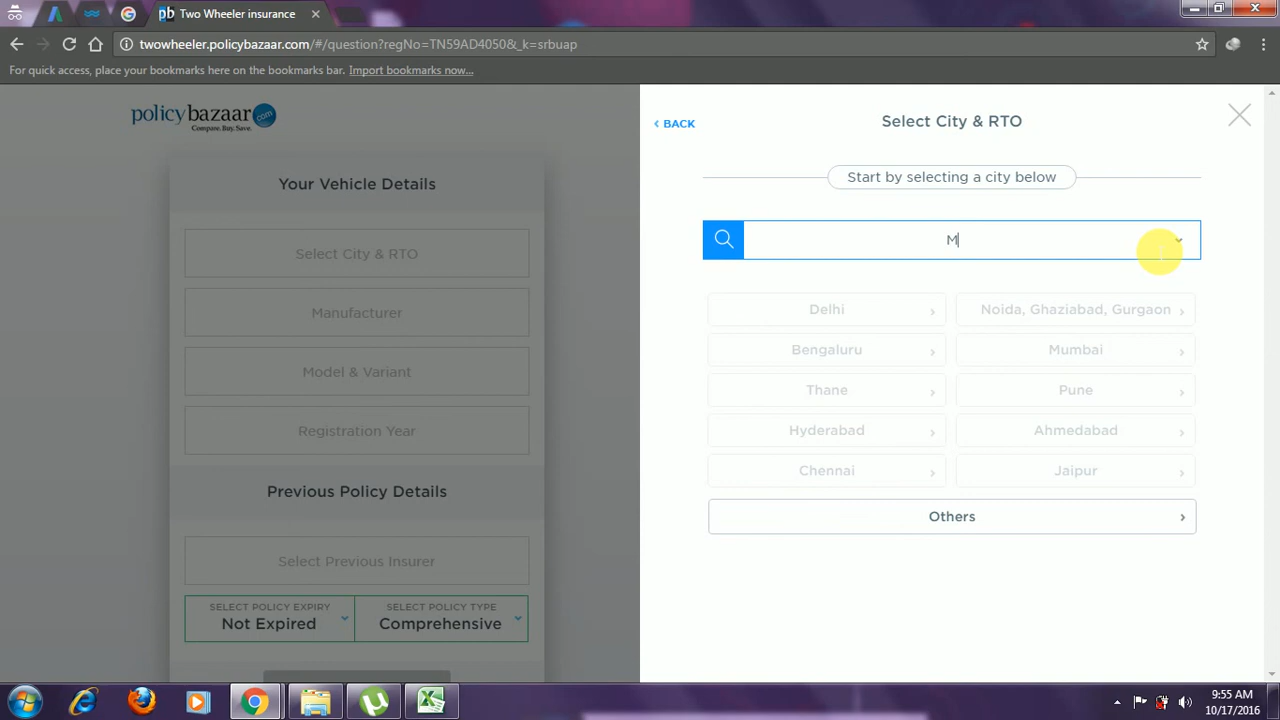 pb Two Wheeler insurance
twowheeler.policybazaar.com/#/question?regNo=TN59AD4050&_k=srbuap
For quick access, place your bookmarks here on the bookmarks bar. Import bookmarks now...
policybazaar.com
Compare. Buy. Save.
Your Vehicle Details
Select City & RTO
Manufacturer
Model & Variant
Registration Year
Previous Policy Details
Select Previous Insurer
SELECT POLICY EXPIRY
Not Expired
SELECT POLICY TYPE
Comprehensive
BACK
Select City & RTO
Start by selecting a city below
M
Delhi
Noida, Ghaziabad, Gurgaon
Bengaluru
Mumbai
Thane
Pune
Hyderabad
Ahmedabad
Chennai
Jaipur
Others
9:55 AM
10/17/2016